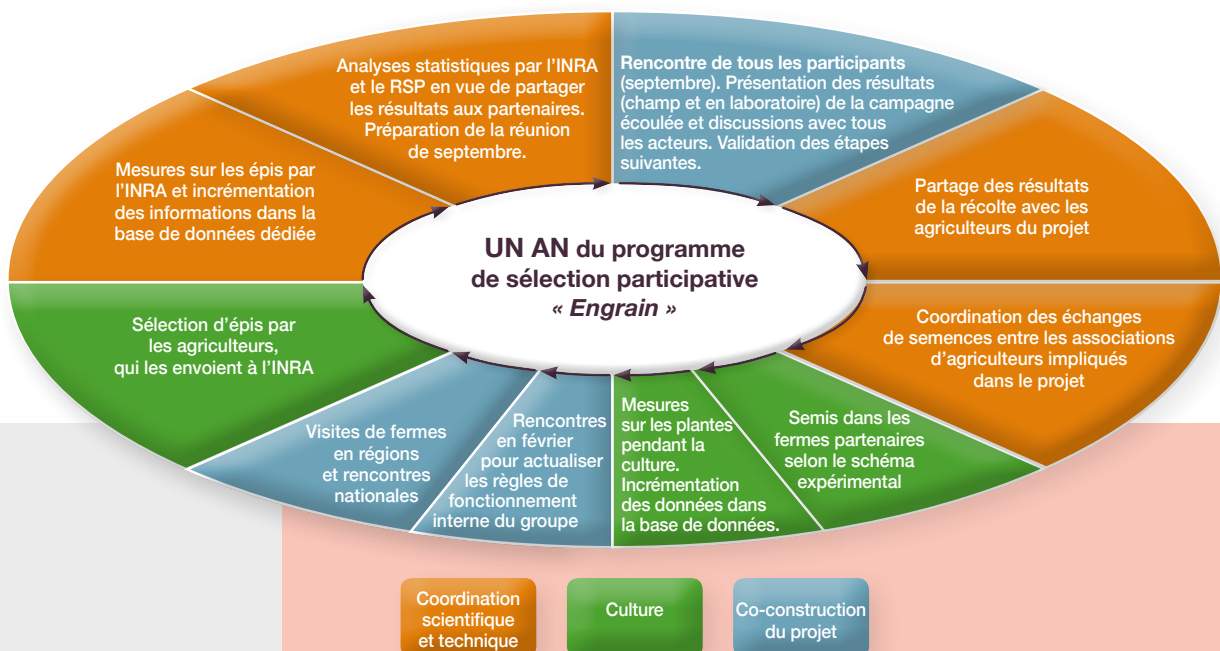 Analyses statistiques par l’INRA
et le RSP en vue de partager
les résultats aux partenaires.
Préparation de la réunion
de septembre.
Rencontre de tous les participants
(septembre). Présentation des résultats
(champ et en laboratoire) de la campagne
écoulée et discussions avec tous
les acteurs. Validation des étapes
suivantes.
Mesures sur les épis par
l’INRA et incrémentation
des informations dans la
base de données dédiée
Partage des résultats
de la récolte avec les
agriculteurs du projet
UN AN du programme
de sélection participative
« Engrain »
Sélection d’épis par
les agriculteurs,
qui les envoient à l’INRA
Coordination des échanges
de semences entre les associations
d’agriculteurs impliqués
dans le projet
Visites de fermes
en régions
et rencontres
nationales
Rencontres
en février
pour actualiser
les règles de
fonctionnement
interne du groupe
Mesures
sur les plantes
pendant la
culture.
Incrémentation
des données dans
la base de données.
Semis dans les
fermes partenaires
selon le schéma
expérimental
Coordination
scientifique
et technique
Culture
Co-construction
du projet